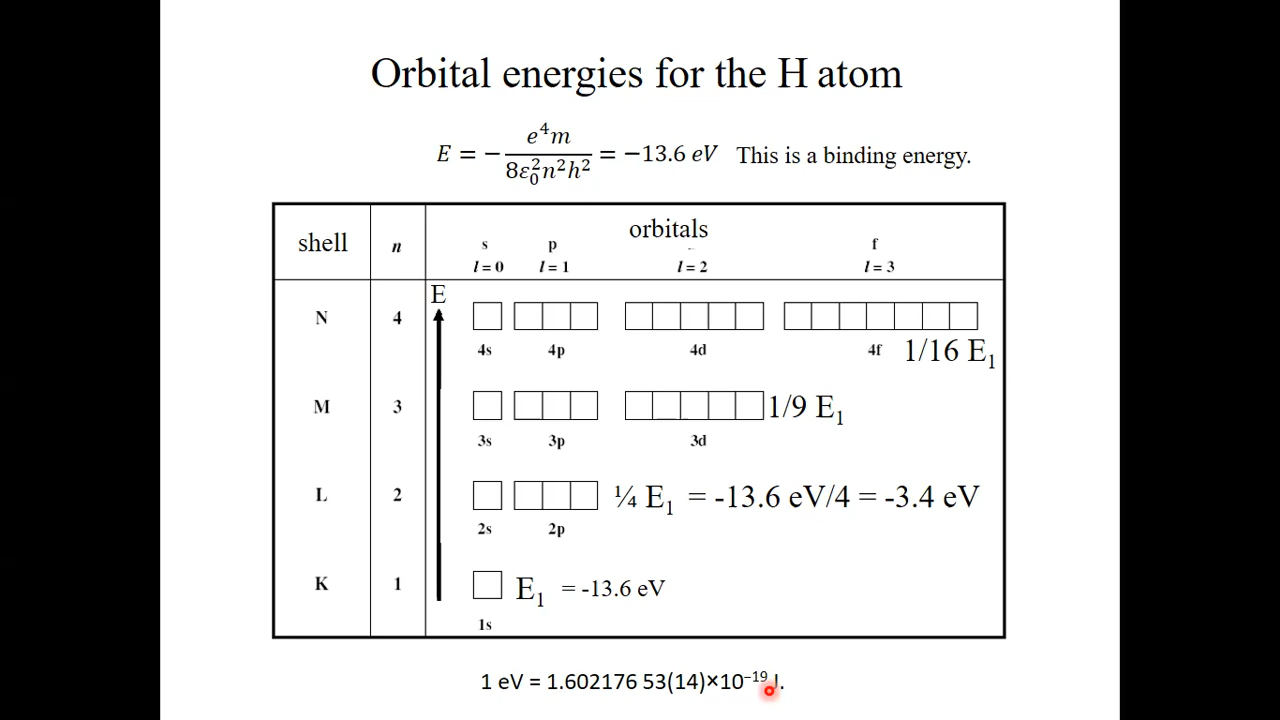 Orbital energies for the H atom
E = − e⁴m / 8ε₀²n²h² = −13.6 eV This is a binding energy.
shell n orbitals
s p f
l = 0 l = 1 l = 2 l = 3
E
N 4
4s 4p 4d 4f 1/16 E₁
M 3 1/9 E₁
3s 3p 3d
L 2 ¼ E₁ = -13.6 eV/4 = -3.4 eV
2s 2p
K 1 E₁ = -13.6 eV
1s
1 eV = 1.602176 53(14)×10⁻¹⁹ J.